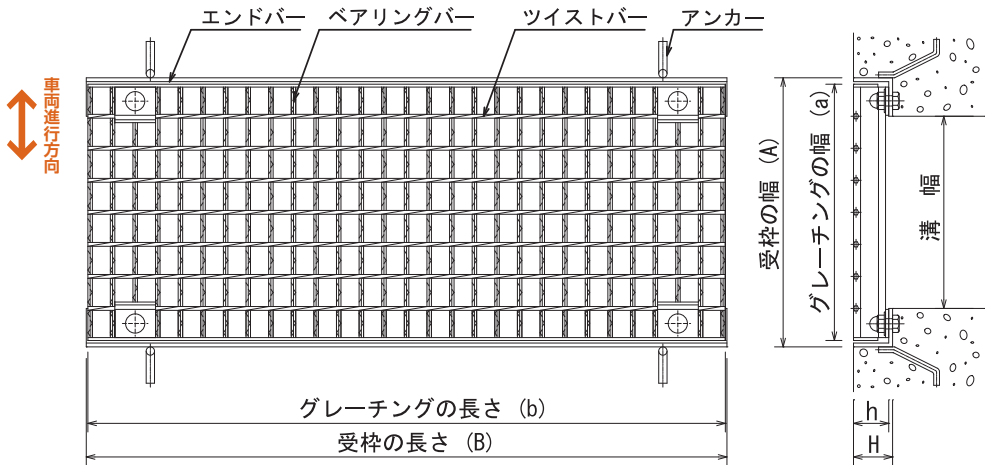 エンドバー
ベアリングバー
ツイストバー
アンカー
車両進行方向
受枠の幅 (A)
グレーチングの幅 (a)
溝 幅
グレーチングの長さ (b)
受枠の長さ (B)
h
H